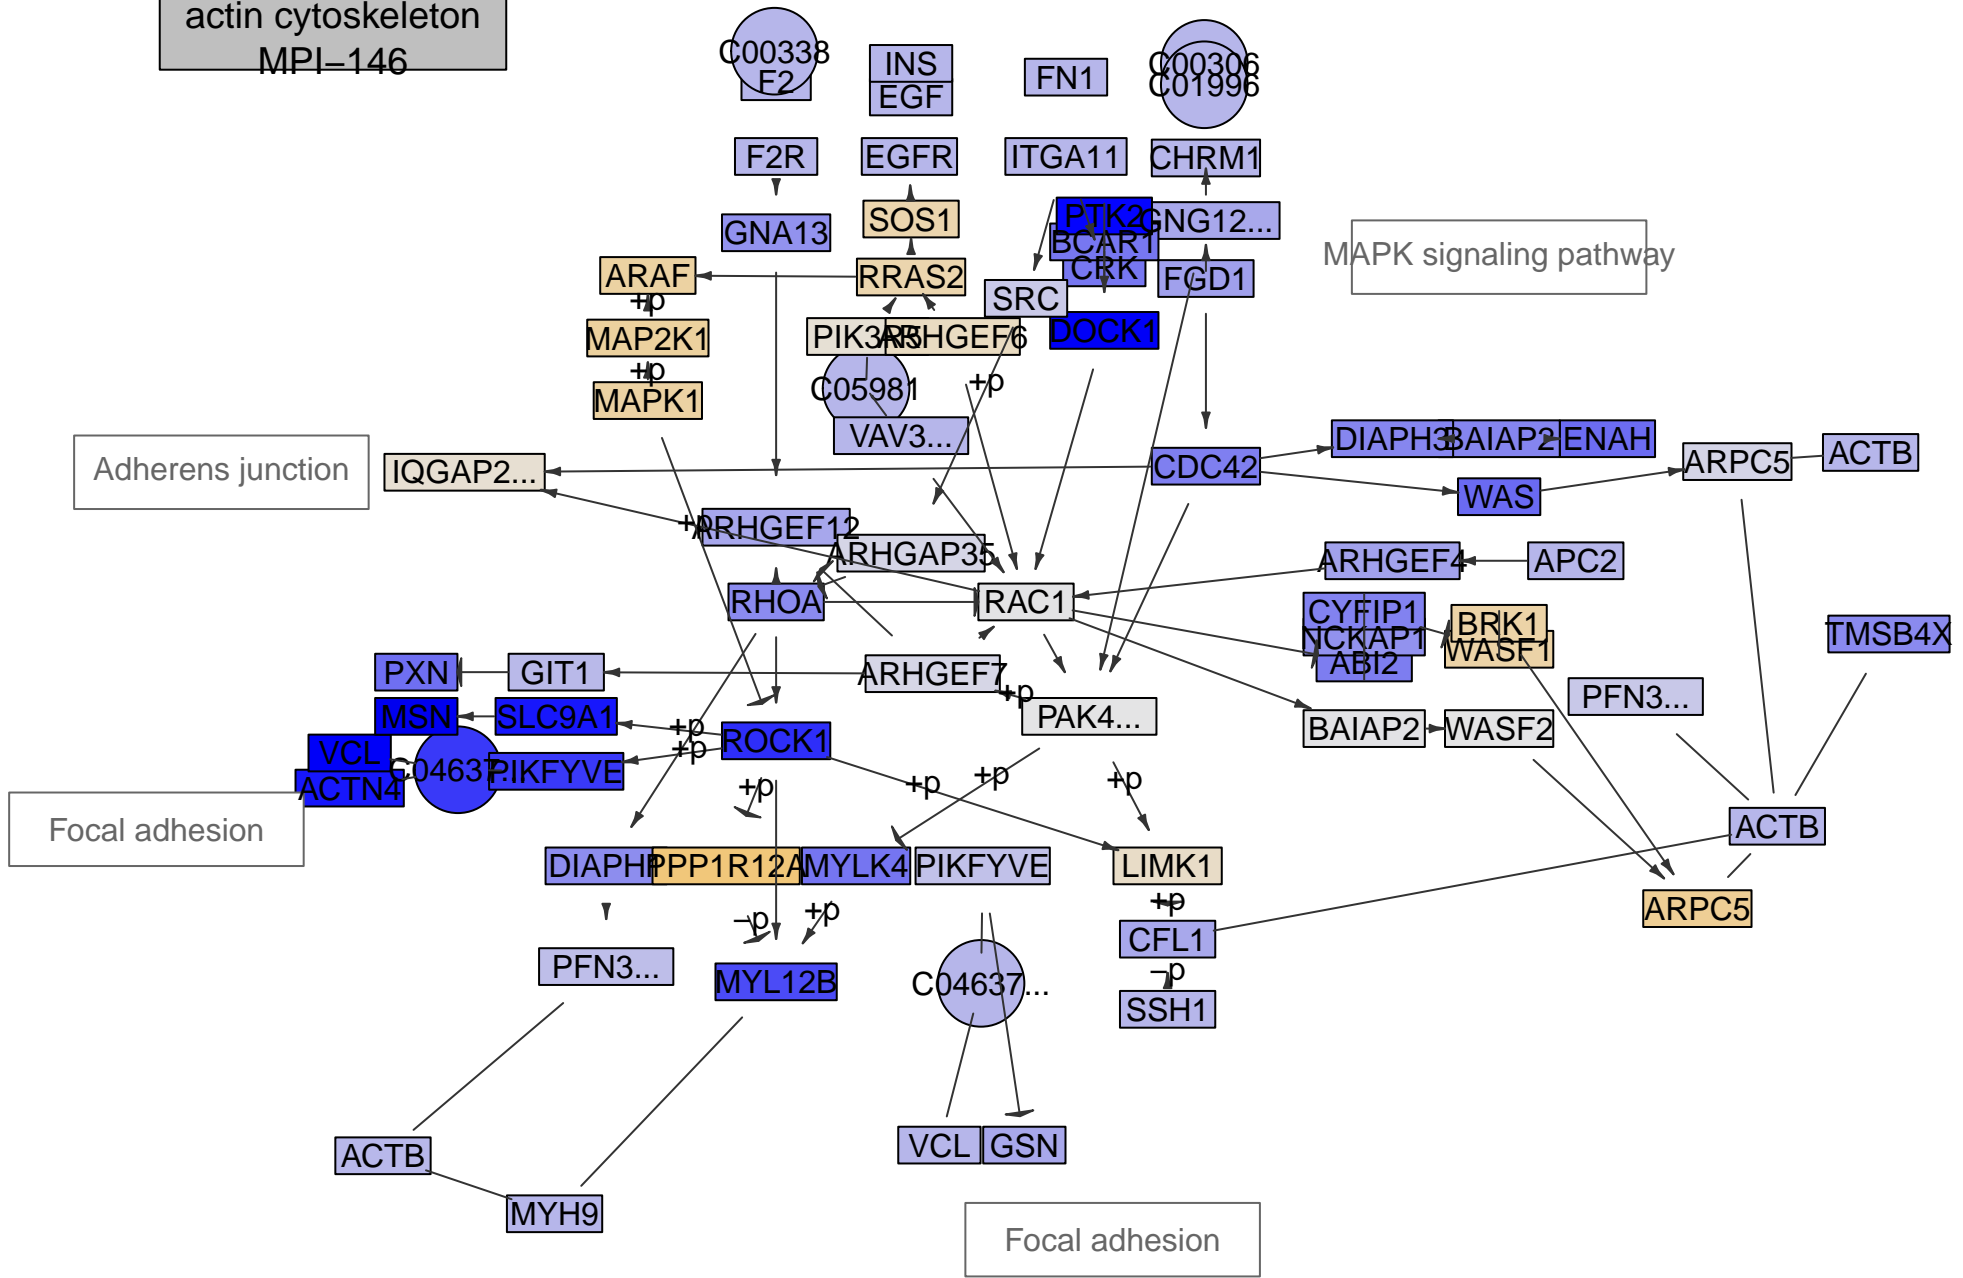 actin cytoskeleton
MPI−146
C00338
F2
INS
EGF
FN1
C00306
C01996
F2R
EGFR
ITGA11
CHRM1
GNA13
SOS1
PTK2
GNG12...
BCAR1
CRK
ARAF
RRAS2
SRC
FGD1
MAPK signaling pathway
+p
MAP2K1
ARHGEF6
DOCK1
+p
MAPK1
C05981
+p
VAV3...
Adherens junction
IQGAP2...
CDC42
DIAPH3
BAIAP2
ENAH
ARPC5
ACTB
WAS
+p
ARHGEF12
ARHGAP35
ARHGEF4
APC2
RHOA
RAC1
CYFIP1
NCKAP1
ABI2
BRK1
WASF1
TMSB4X
PXN
GIT1
ARHGEF7
+p
PAK4...
PFN3...
MSN
SLC9A1
+p
ROCK1
BAIAP2
WASF2
VCL
ACTN4
C04637...
PIKFYVE
+p
+p
+p
+p
+p
Focal adhesion
PPP1R12A
MYLK4
PIKFYVE
LIMK1
ACTB
−p
+p
+p
ARPC5
CFL1
PFN3...
MYL12B
C04637...
−p
SSH1
ACTB
VCL
GSN
MYH9
Focal adhesion